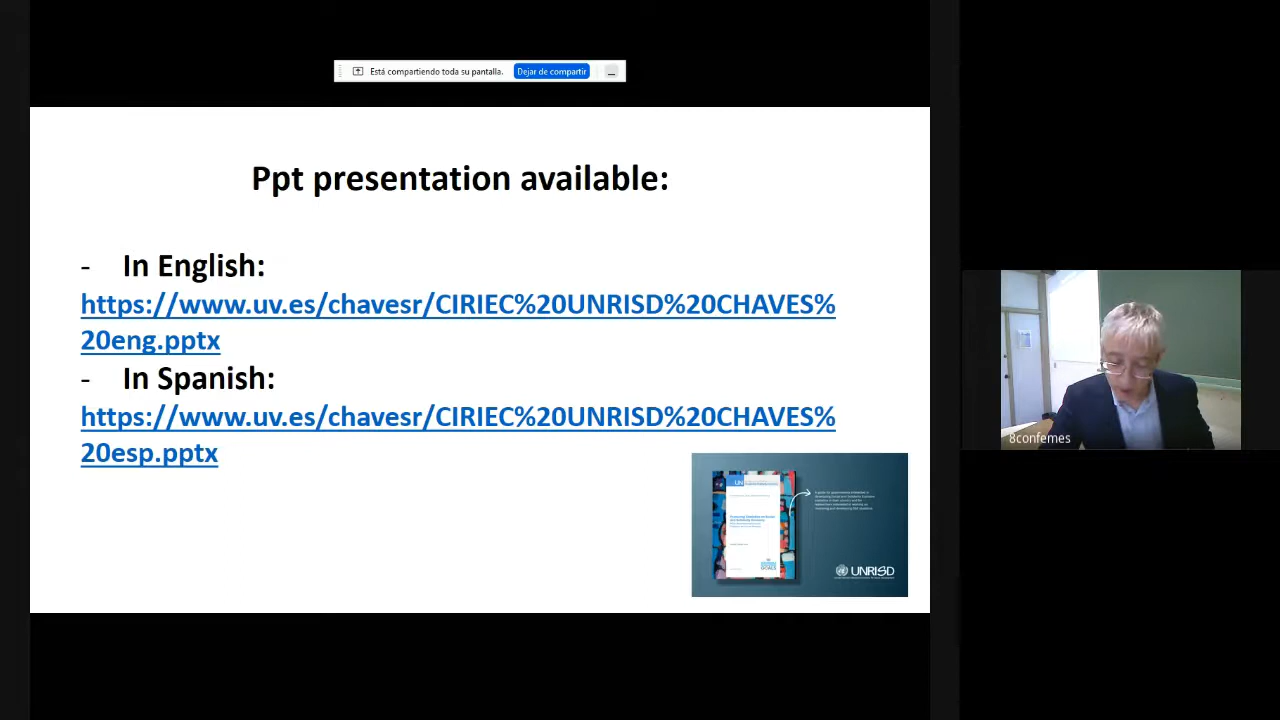 Está compartiendo toda su pantalla. Dejar de compartir
Ppt presentation available:
- In English:
https://www.uv.es/chavesr/CIRIEC%20UNRISD%20CHAVES%
20eng.pptx
- In Spanish:
https://www.uv.es/chavesr/CIRIEC%20UNRISD%20CHAVES%
20esp.pptx
8confemes
UN
UNRISD